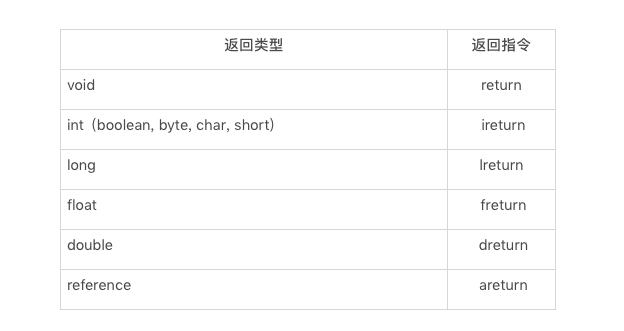 返回类型 返回指令
void return
int（boolean, byte, char, short） ireturn
long lreturn
float freturn
double dreturn
reference areturn